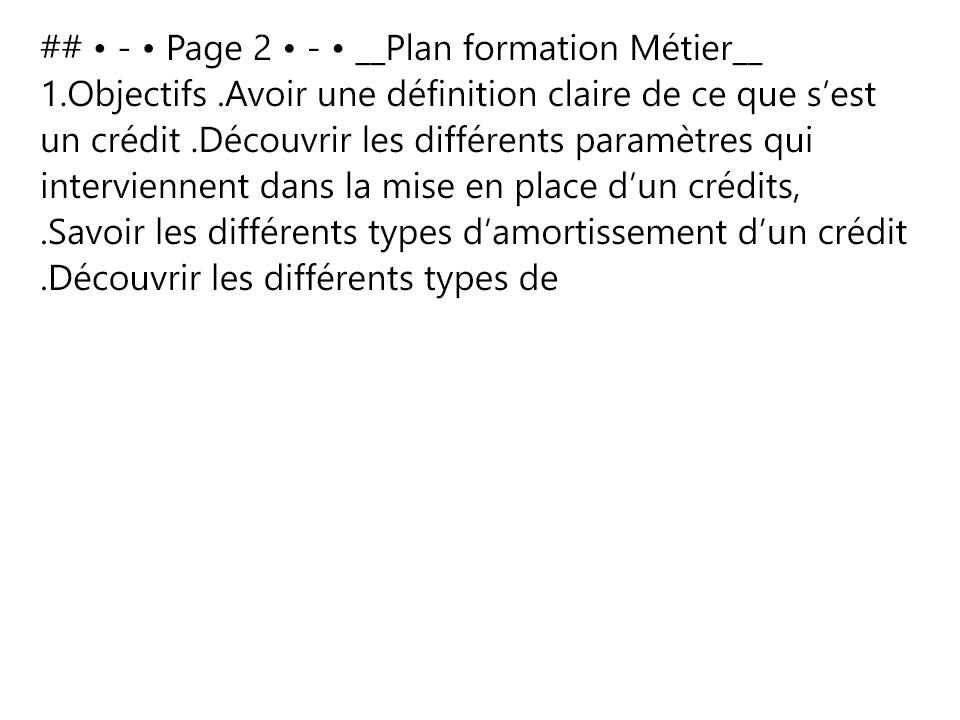 ## • - • Page 2 • - • __Plan formation Métier__
1.Objectifs .Avoir une définition claire de ce que s’est
un crédit .Découvrir les différents paramètres qui
interviennent dans la mise en place d’un crédits,
.Savoir les différents types d’amortissement d’un crédit
.Découvrir les différents types de